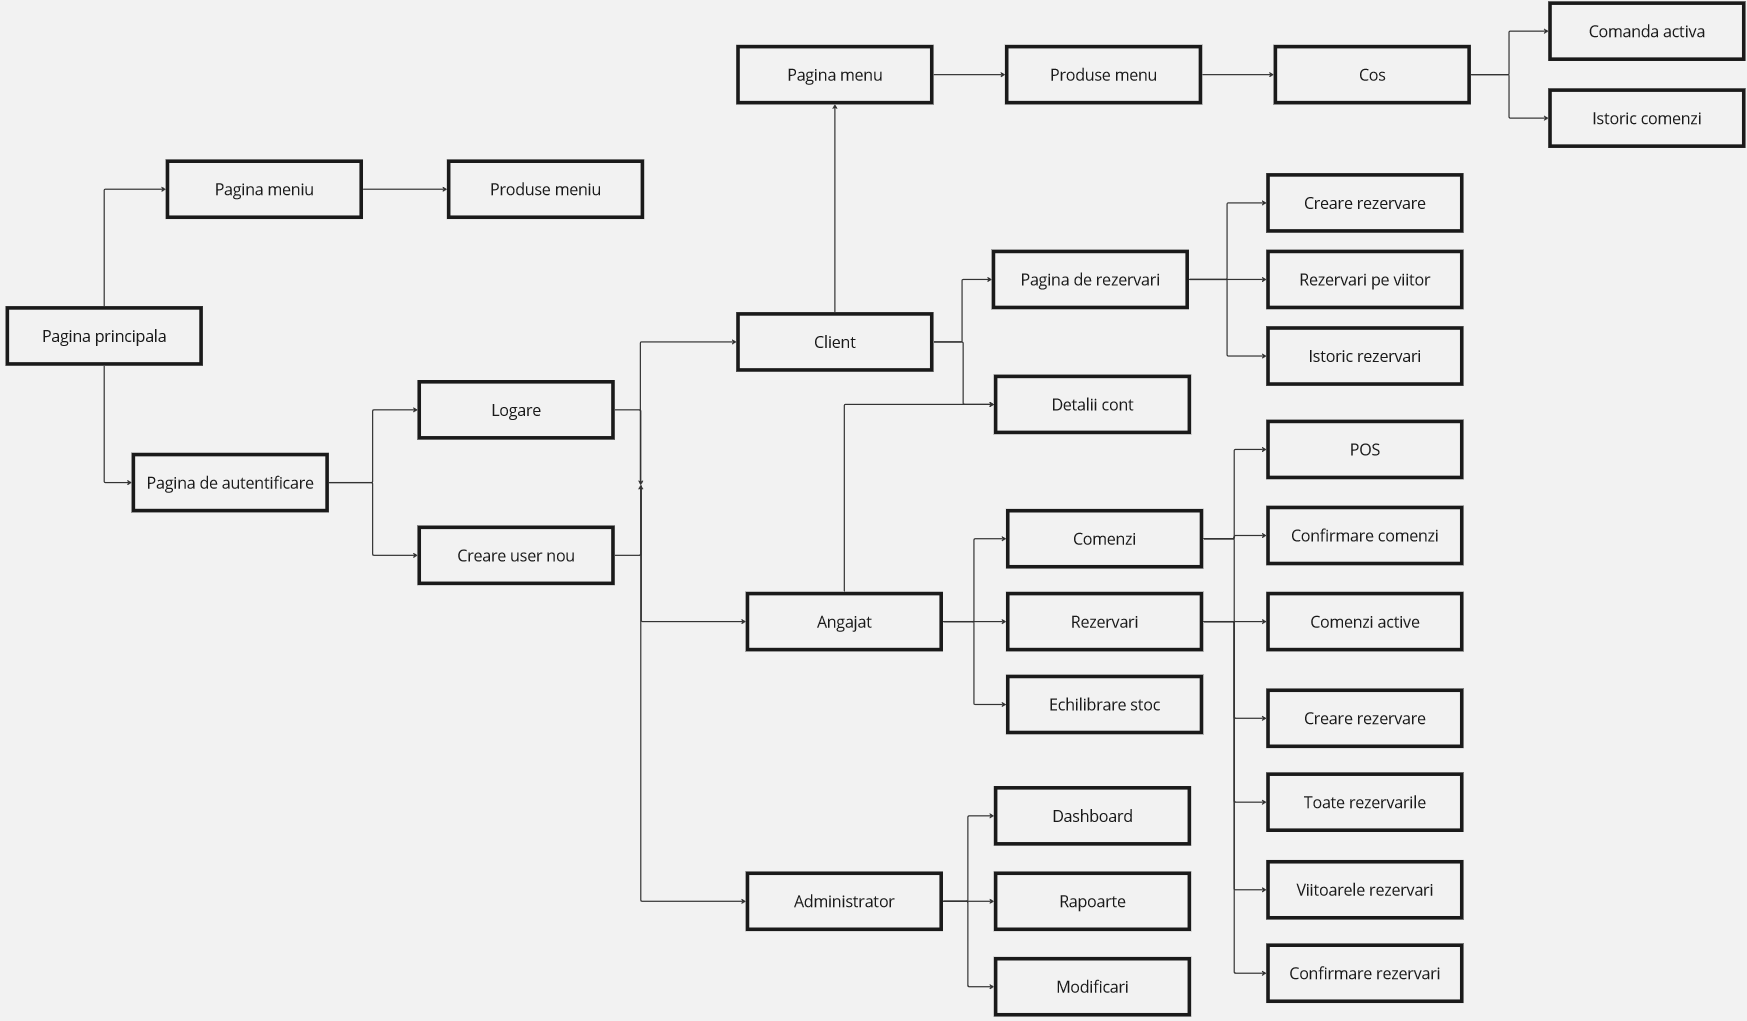 Comanda activa
Pagina menu
Produse menu
Cos
Istoric comenzi
Pagina meniu
Produse meniu
Creare rezervare
Pagina de rezervari
Rezervari pe viitor
Pagina principala
Client
Istoric rezervari
Logare
Detalii cont
POS
Pagina de autentificare
Comenzi
Confirmare comenzi
Creare user nou
Angajat
Rezervari
Comenzi active
Echilibrare stoc
Creare rezervare
Dashboard
Toate rezervarile
Administrator
Rapoarte
Viitoarele rezervari
Modificari
Confirmare rezervari